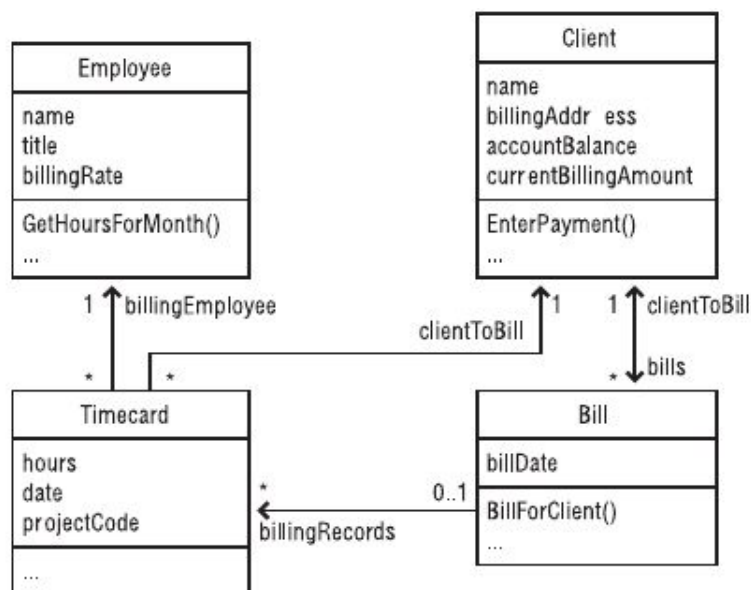 Employee
name
title
billingRate
GetHoursForMonth()
...
Client
name
billingAddr ess
accountBalance
currentBillingAmount
EnterPayment()
...
1 billingEmployee
*
clientToBill
1
*
1 clientToBill
* bills
Timecard
hours
date
projectCode
...
* 0..1
billingRecords
Bill
billDate
BillForClient()
...